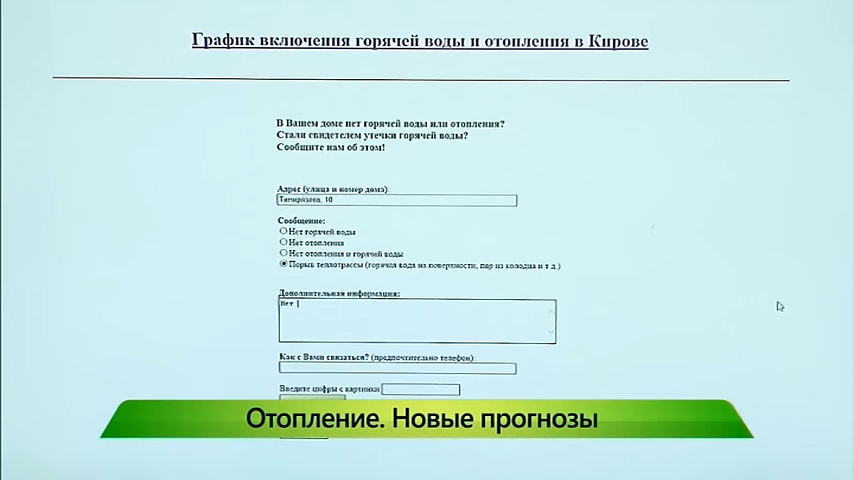 График включения горячей воды и отопления в Кирове
В Вашем доме нет горячей воды или отопления?
Стали свидетелем утечки горячей воды?
Сообщите нам об этом!
Адрес (улица и номер дома):
Тимирязева, 10
Сообщение:
Нет горячей воды
Нет отопления
Нет отопления и горячей воды
Порыв теплотрассы (горячая вода на поверхности, пар из колодца и т.д.)
Дополнительная информация:
Нет
Как с Вами связаться? (предпочтительно телефон):
Введите цифры с картинки
Отопление. Новые прогнозы